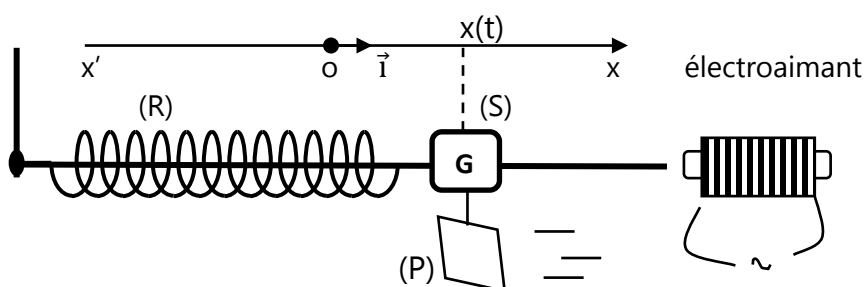 x(t)
x' o i⃗ x électroaimant
(R) (S)
G
(P)
~